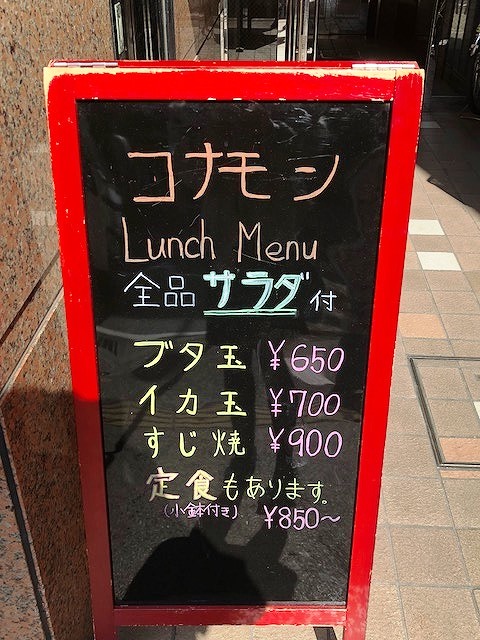 コナモン
Lunch Menu
全品 サラダ付
ブタ玉 ¥650
イカ玉 ¥700
すじ焼 ¥900
定食もあります。
(小鉢付き) ¥850〜